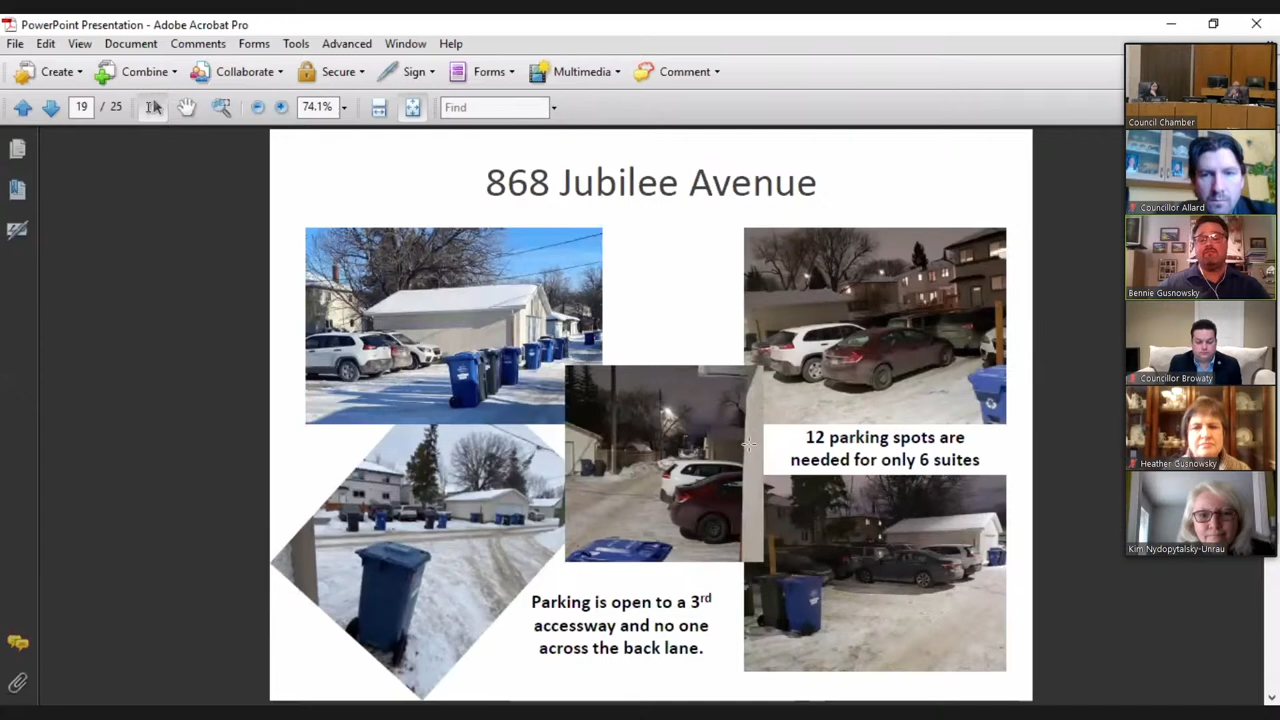 PowerPoint Presentation - Adobe Acrobat Pro
File Edit View Document Comments Forms Tools Advanced Window Help
Create Combine Collaborate Secure Sign Forms Multimedia Comment
19 / 25 74.1% Find
868 Jubilee Avenue
12 parking spots are
needed for only 6 suites
Parking is open to a 3rd
accessway and no one
across the back lane.
Council Chamber
Councillor Allard
Bennie Gusnowsky
Councillor Browaty
Heather Gusnowsky
Kim Nydopytalsky-Unrau